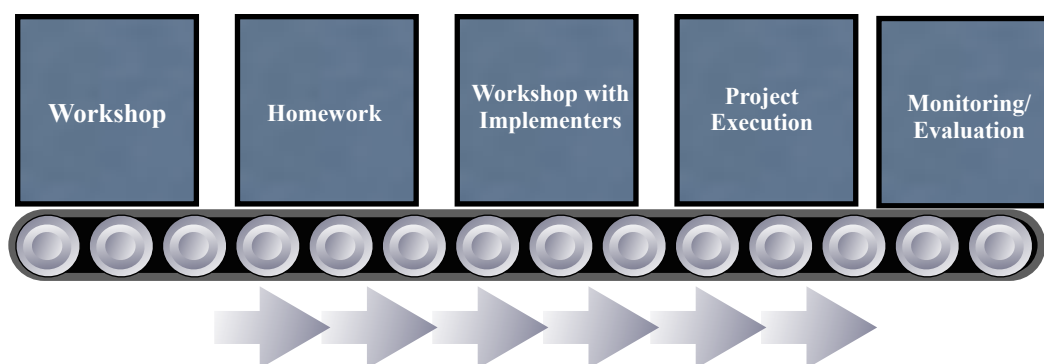 Workshop
Homework
Workshop with
Implementers
Project
Execution
Monitoring/
Evaluation